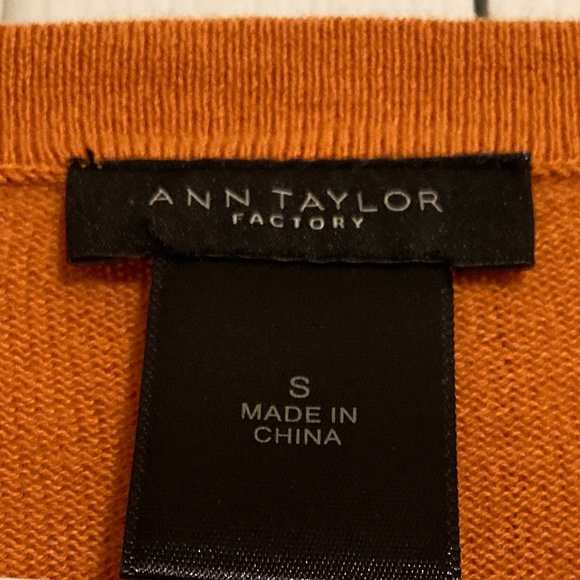 ANN TAYLOR
FACTORY
S
MADE IN
CHINA